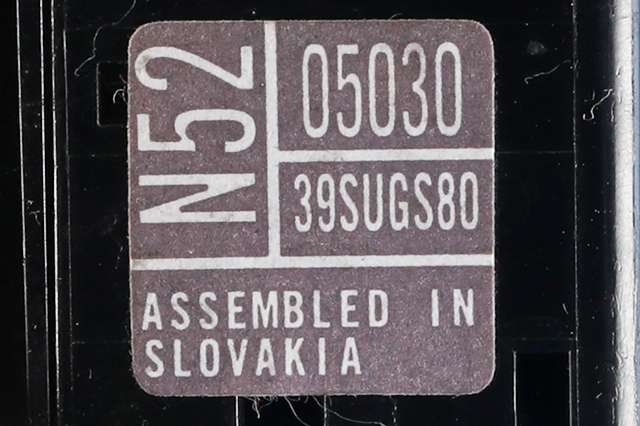 N52
05030
39SUGS80
ASSEMBLED IN
SLOVAKIA